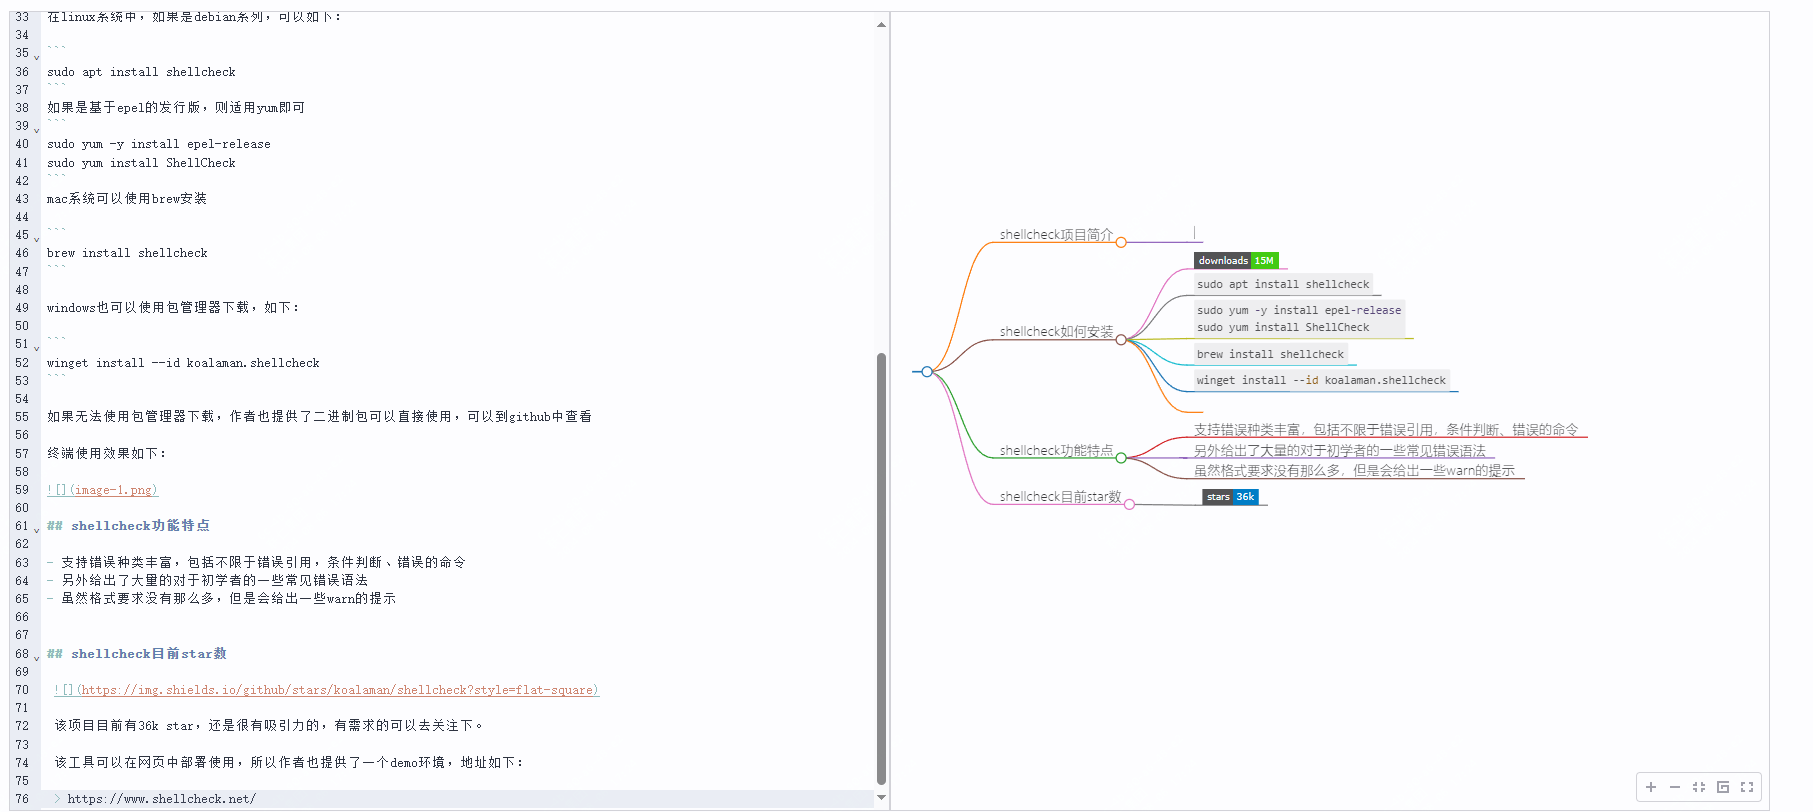 33 在linux系统中，如果是debian系列，可以如下：
34
35 ```
36 sudo apt install shellcheck
37 ```
38 如果是基于epel的发行版，则适用yum即可
39 ```
40 sudo yum -y install epel-release
41 sudo yum install ShellCheck
42 ```
43 mac系统可以使用brew安装
44
45 ```
46 brew install shellcheck
47 ```
48
49 windows也可以使用包管理器下载，如下：
50
51 ```
52 winget install --id koalaman.shellcheck
53 ```
54
55 如果无法使用包管理器下载，作者也提供了二进制包可以直接使用，可以到github中查看
56
57 终端使用效果如下：
58
59 ![](image-1.png)
60
61 ## shellcheck功能特点
62
63 - 支持错误种类丰富，包括不限于错误引用，条件判断、错误的命令
64 - 另外给出了大量的对于初学者的一些常见错误语法
65 - 虽然格式要求没有那么多，但是会给出一些warn的提示
66
67
68 ## shellcheck目前star数
69
70 ![](https://img.shields.io/github/stars/koalaman/shellcheck?style=flat-square)
71
72 该项目目前有36k star，还是很有吸引力的，有需求的可以去关注下。
73
74 该工具可以在网页中部署使用，所以作者也提供了一个demo环境，地址如下：
75
76 > https://www.shellcheck.net/
shellcheck项目简介
shellcheck如何安装
downloads 15M
sudo apt install shellcheck
sudo yum -y install epel-release
sudo yum install ShellCheck
brew install shellcheck
winget install --id koalaman.shellcheck
shellcheck功能特点
支持错误种类丰富，包括不限于错误引用，条件判断、错误的命令
另外给出了大量的对于初学者的一些常见错误语法
虽然格式要求没有那么多，但是会给出一些warn的提示
shellcheck目前star数
stars 36k